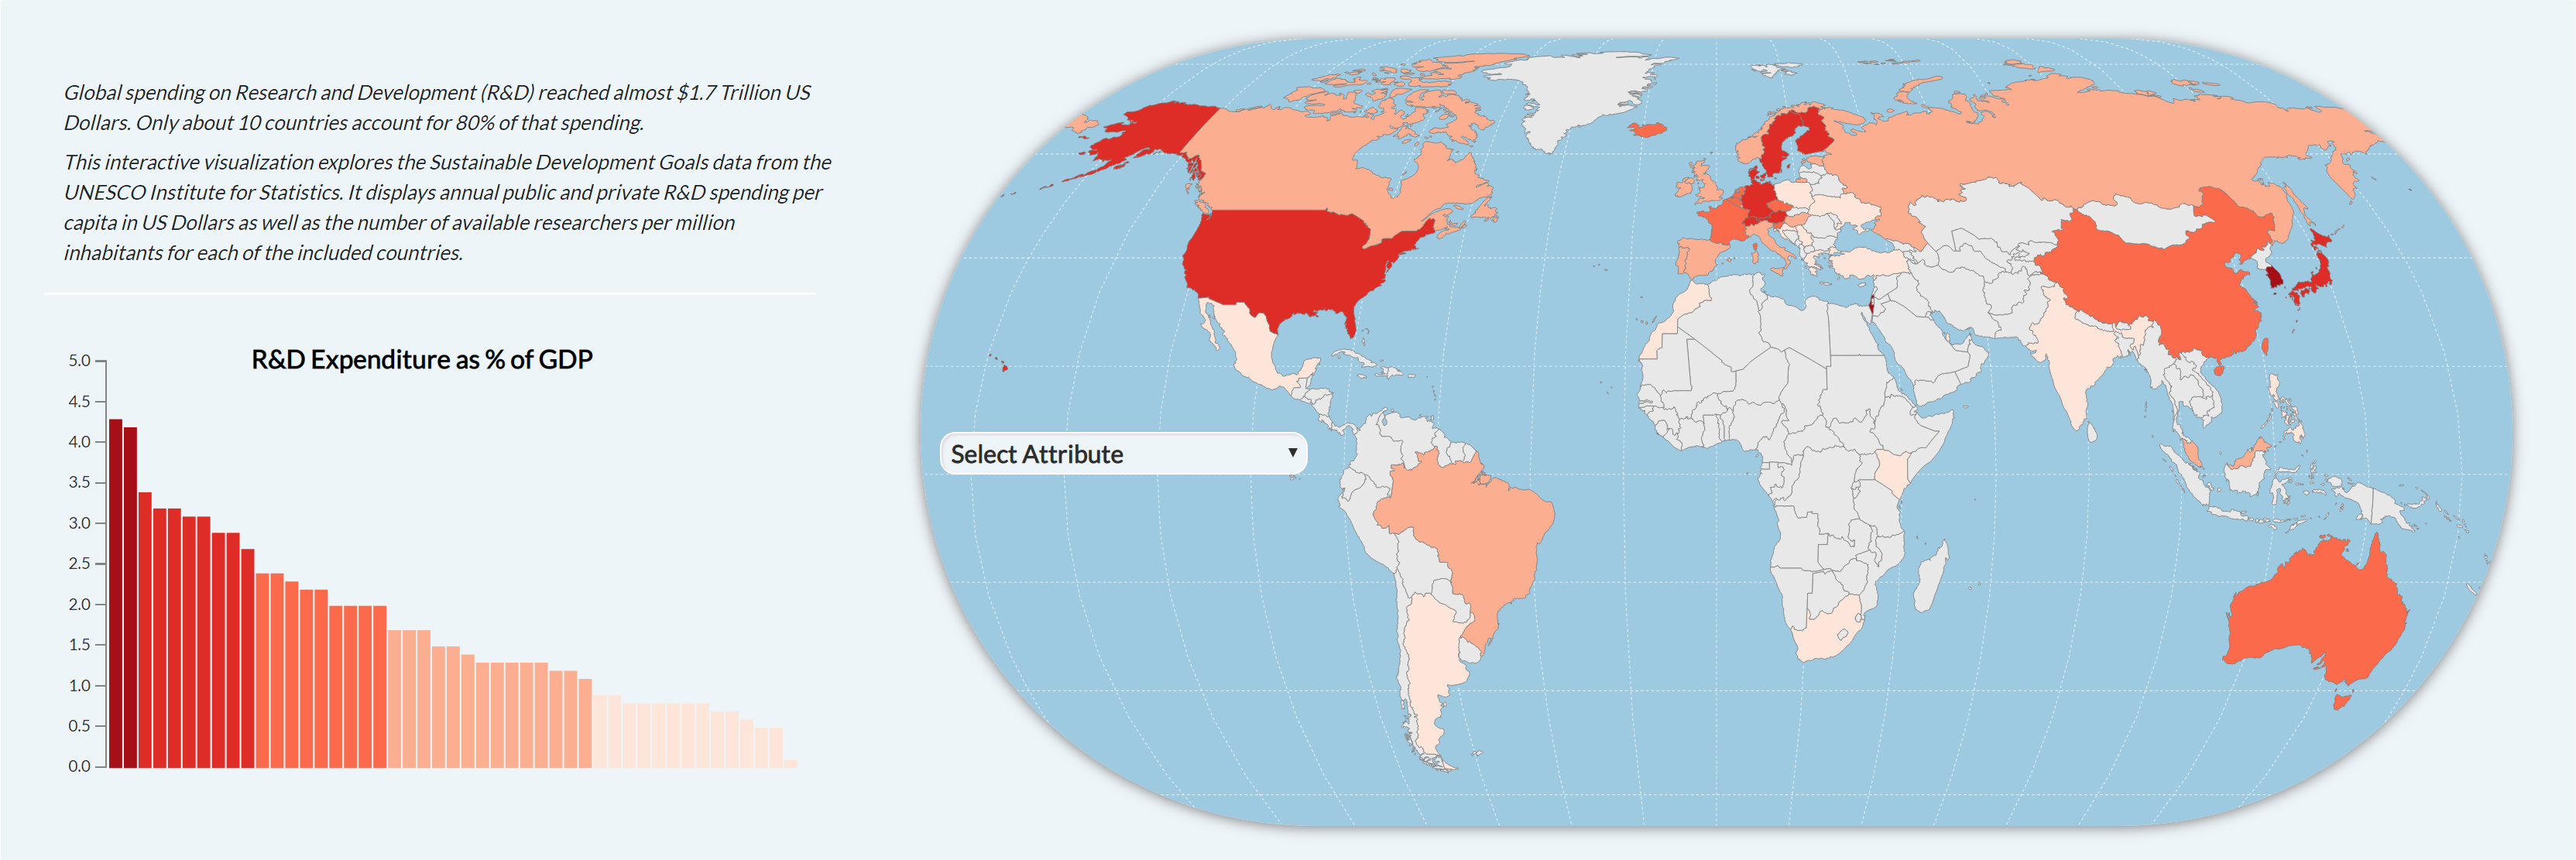 Global spending on Research and Development (R&D) reached almost $1.7 Trillion US
Dollars. Only about 10 countries account for 80% of that spending.
This interactive visualization explores the Sustainable Development Goals data from the
UNESCO Institute for Statistics. It displays annual public and private R&D spending per
capita in US Dollars as well as the number of available researchers per million
inhabitants for each of the included countries.
R&D Expenditure as % of GDP
5.0
4.5
4.0
3.5
3.0
2.5
2.0
1.5
1.0
0.5
0.0
Select Attribute